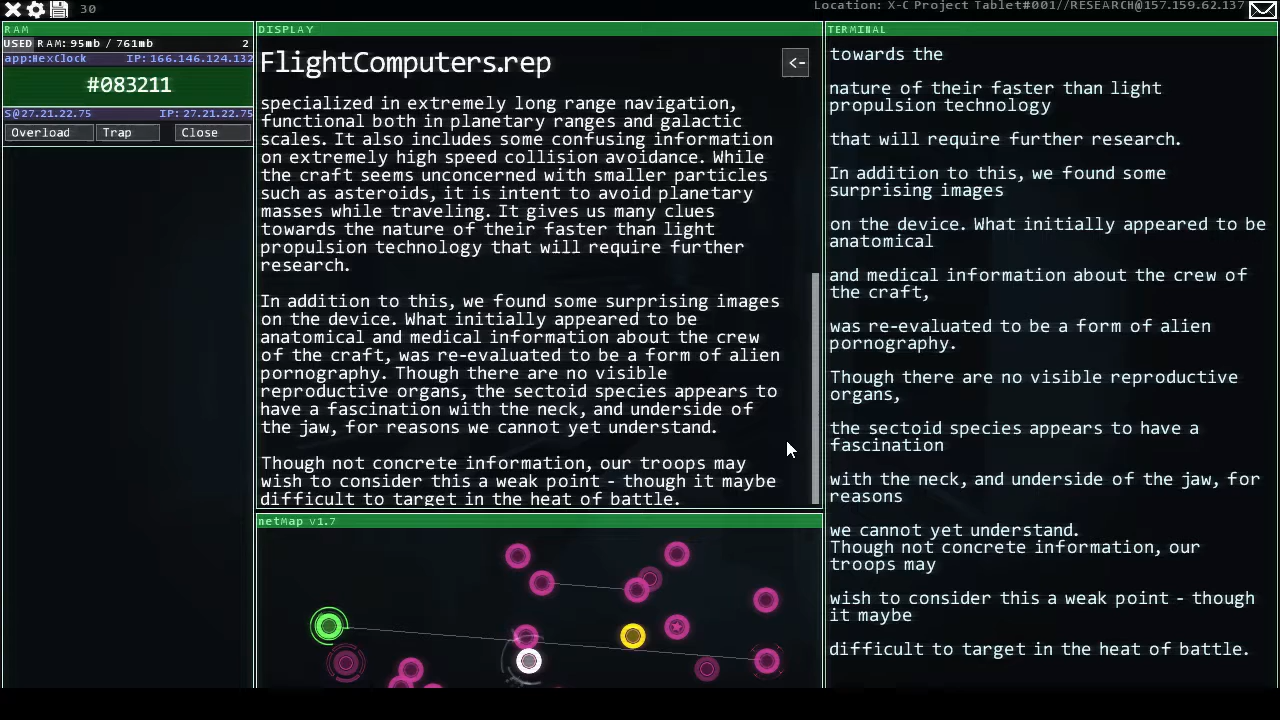 30
Location: X-C Project Tablet#001//RESEARCH@157.159.62.137
RAM
USED RAM: 95mb / 761mb 2
app:HexClock IP: 166.146.124.132
#083211
S@27.21.22.75 IP: 27.21.22.75
Overload Trap Close
DISPLAY
FlightComputers.rep
<-
specialized in extremely long range navigation,
functional both in planetary ranges and galactic
scales. It also includes some confusing information
on extremely high speed collision avoidance. While
the craft seems unconcerned with smaller particles
such as asteroids, it is intent to avoid planetary
masses while traveling. It gives us many clues
towards the nature of their faster than light
propulsion technology that will require further
research.
In addition to this, we found some surprising images
on the device. What initially appeared to be
anatomical and medical information about the crew
of the craft, was re-evaluated to be a form of alien
pornography. Though there are no visible
reproductive organs, the sectoid species appears to
have a fascination with the neck, and underside of
the jaw, for reasons we cannot yet understand.
Though not concrete information, our troops may
wish to consider this a weak point - though it maybe
difficult to target in the heat of battle.
netMap v1.7
TERMINAL
towards the
nature of their faster than light
propulsion technology
that will require further research.
In addition to this, we found some
surprising images
on the device. What initially appeared to be
anatomical
and medical information about the crew of
the craft,
was re-evaluated to be a form of alien
pornography.
Though there are no visible reproductive
organs,
the sectoid species appears to have a
fascination
with the neck, and underside of the jaw, for
reasons
we cannot yet understand.
Though not concrete information, our
troops may
wish to consider this a weak point - though
it maybe
difficult to target in the heat of battle.